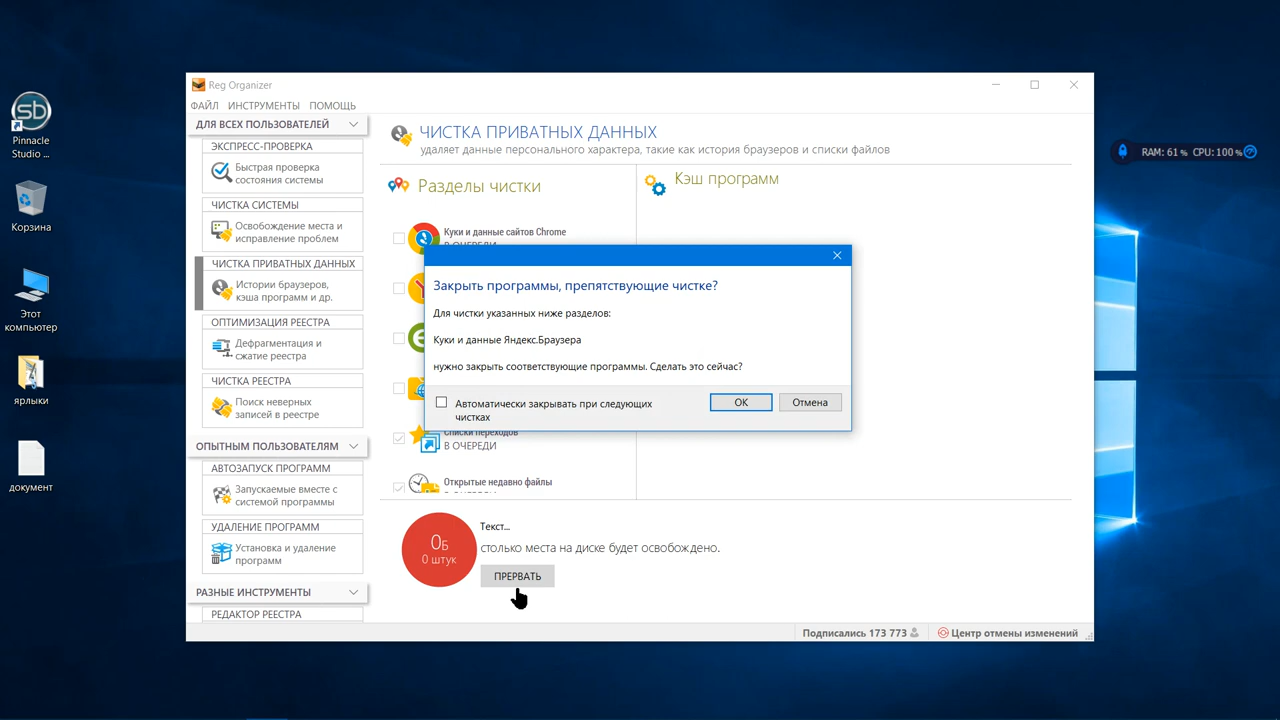 Reg Organizer
ФАЙЛ ИНСТРУМЕНТЫ ПОМОЩЬ
ДЛЯ ВСЕХ ПОЛЬЗОВАТЕЛЕЙ
ЭКСПРЕСС-ПРОВЕРКА
Быстрая проверка
состояния системы
ЧИСТКА СИСТЕМЫ
Освобождение места и
исправление проблем
ЧИСТКА ПРИВАТНЫХ ДАННЫХ
Истории браузеров,
кэша программ и др.
ОПТИМИЗАЦИЯ РЕЕСТРА
Дефрагментация и
сжатие реестра
ЧИСТКА РЕЕСТРА
Поиск неверных
записей в реестре
ОПЫТНЫМ ПОЛЬЗОВАТЕЛЯМ
АВТОЗАПУСК ПРОГРАММ
Запускаемые вместе с
системой программы
УДАЛЕНИЕ ПРОГРАММ
Установка и удаление
программ
РАЗНЫЕ ИНСТРУМЕНТЫ
РЕДАКТОР РЕЕСТРА
ЧИСТКА ПРИВАТНЫХ ДАННЫХ
удаляет данные персонального характера, такие как история браузеров и списки файлов
Разделы чистки
Кэш программ
Куки и данные сайтов Chrome
В ОЧЕРЕДИ
Закрыть программы, препятствующие чистке?
Для чистки указанных ниже разделов:
Куки и данные Яндекс.Браузера
нужно закрыть соответствующие программы. Сделать это сейчас?
Автоматически закрывать при следующих
чистках
ОК
Отмена
Списки переходов
В ОЧЕРЕДИ
Открытые недавно файлы
0Б
0 штук
Текст...
столько места на диске будет освобождено.
ПРЕРВАТЬ
Подписались 173 773
Центр отмены изменений
Pinnacle
Studio ...
Корзина
Этот
компьютер
ярлыки
документ
RAM: 61% CPU: 100%
sb